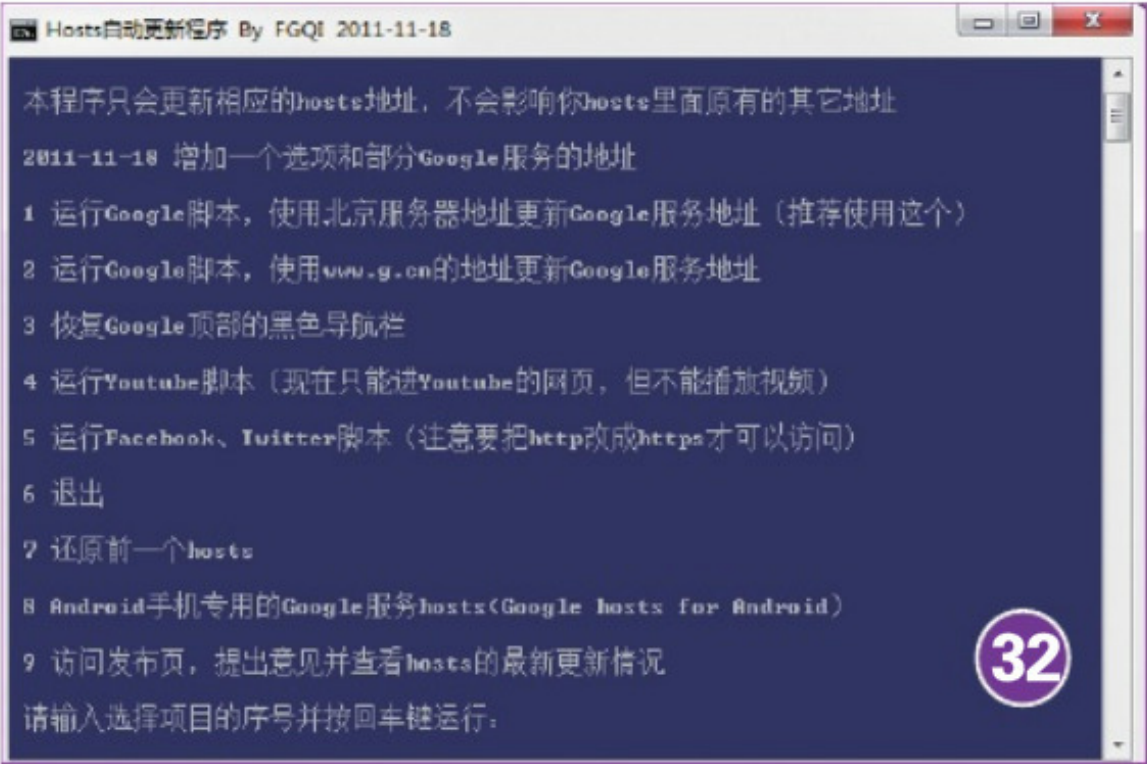 Hosts自动更新程序 By FGQI 2011-11-18
本程序只会更新相应的hosts地址，不会影响你hosts里面原有的其它地址
2011-11-18 增加一个选项和部分Google服务的地址
1 运行Google脚本，使用北京服务器地址更新Google服务地址（推荐使用这个）
2 运行Google脚本，使用www.g.cn的地址更新Google服务地址
3 恢复Google顶部的黑色导航栏
4 运行Youtube脚本（现在只能进Youtube的网页，但不能播放视频）
5 运行Facebook、Twitter脚本（注意要把http改成https才可以访问）
6 退出
7 还原前一个hosts
8 Android手机专用的Google服务hosts(Google hosts for Android)
9 访问发布页，提出意见并查看hosts的最新更新情况
32
请输入选择项目的序号并按回车键运行：